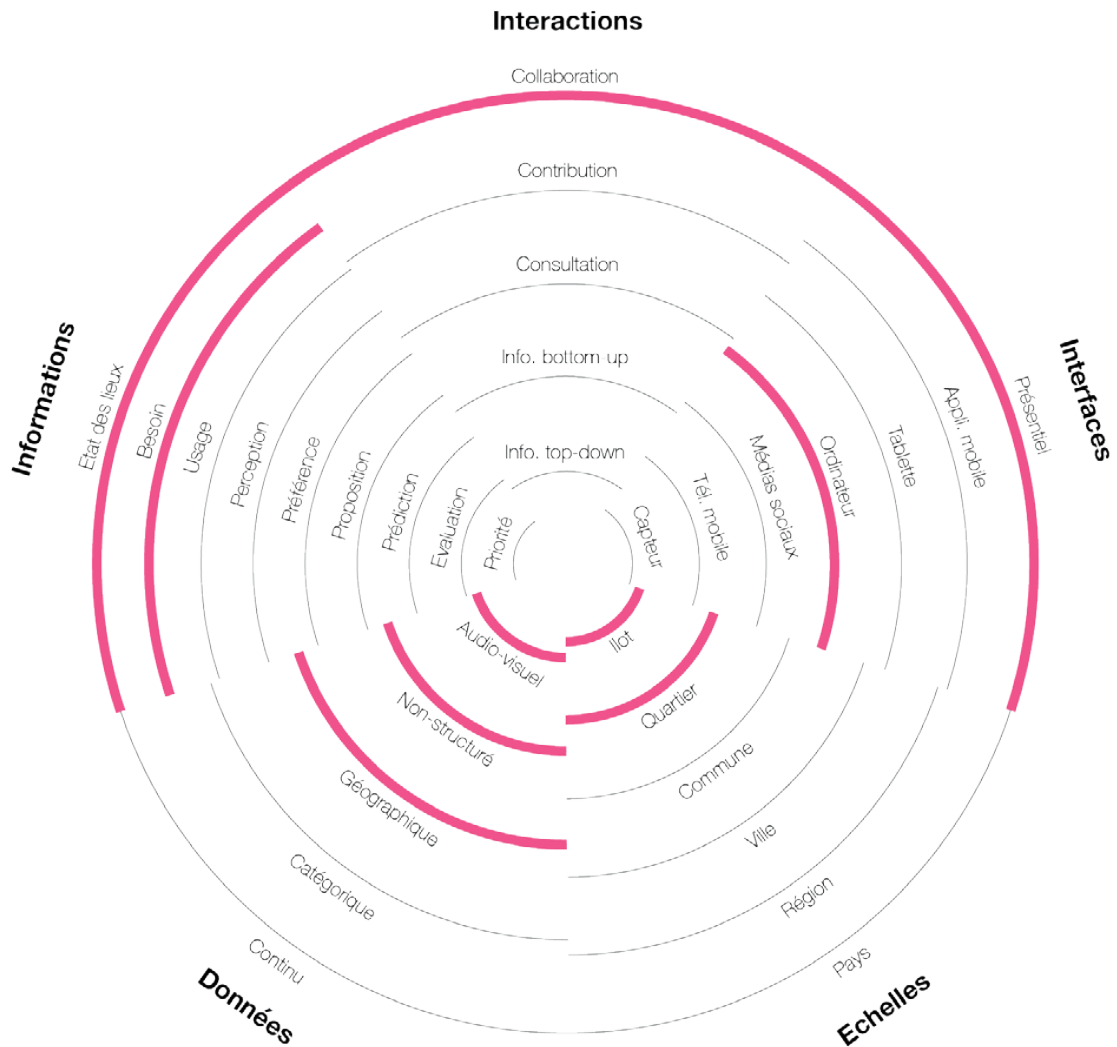 Interactions
Collaboration
Contribution
Consultation
Info. bottom-up
Info. top-down
Informations
Etat des lieux
Besoin
Usage
Perception
Préférence
Proposition
Prédiction
Evaluation
Priorité
Interfaces
Présentiel
Appli. mobile
Tablette
Ordinateur
Médias sociaux
Tél. mobile
Capteur
Audio-visuel
Non-structuré
Géographique
Catégorique
Continu
Données
Ilot
Quartier
Commune
Ville
Région
Pays
Echelles